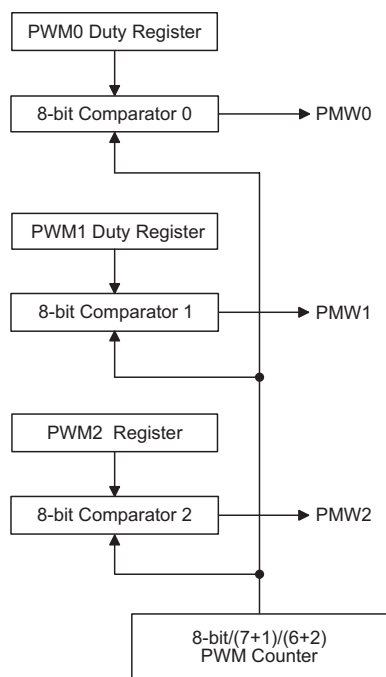 PWM0 Duty Register
8-bit Comparator 0
PMW0
PWM1 Duty Register
8-bit Comparator 1
PMW1
PWM2 Register
8-bit Comparator 2
PMW2
8-bit/(7+1)/(6+2)
PWM Counter